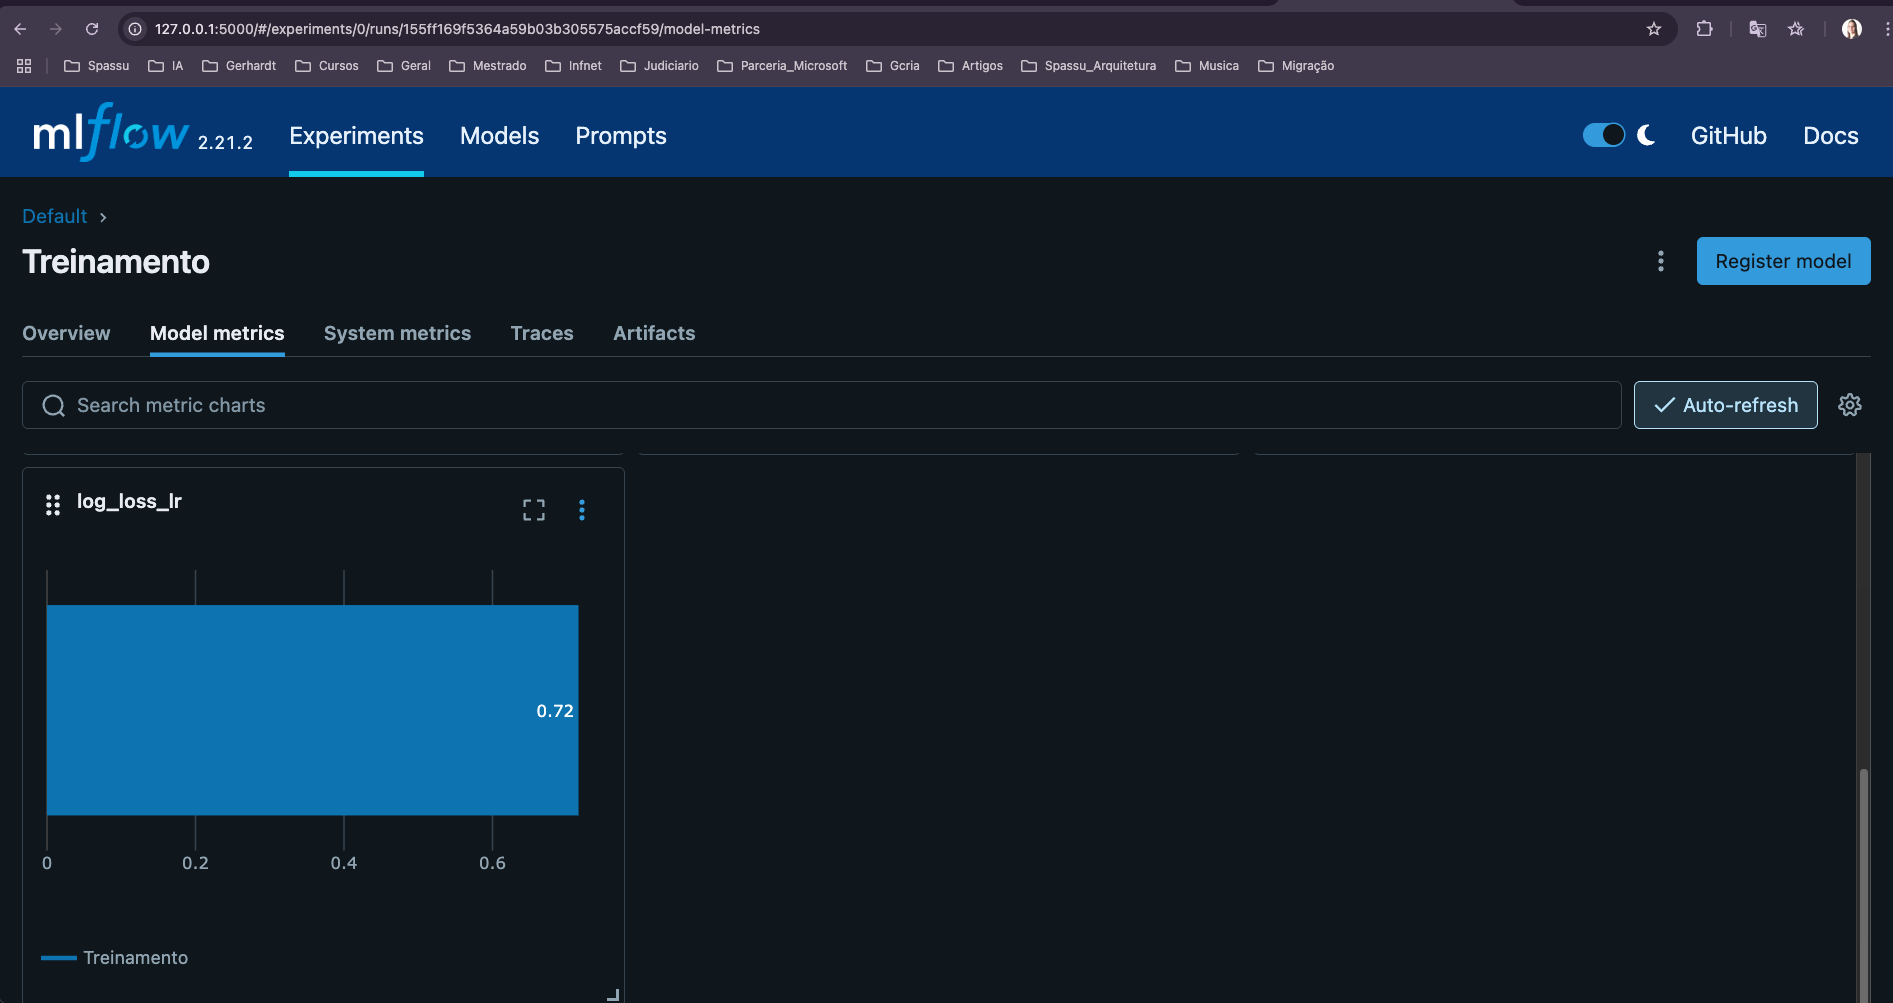 127.0.0.1:5000/#/experiments/0/runs/155ff169f5364a59b03b305575accf59/model-metrics
Spassu IA Gerhardt Cursos Geral Mestrado Infnet Judiciario Parceria_Microsoft Gcria Artigos Spassu_Arquitetura Musica Migração
mlflow 2.21.2 Experiments Models Prompts GitHub Docs
Default
Treinamento
Register model
Overview Model metrics System metrics Traces Artifacts
Search metric charts
Auto-refresh
log_loss_lr
0.72
0 0.2 0.4 0.6
Treinamento